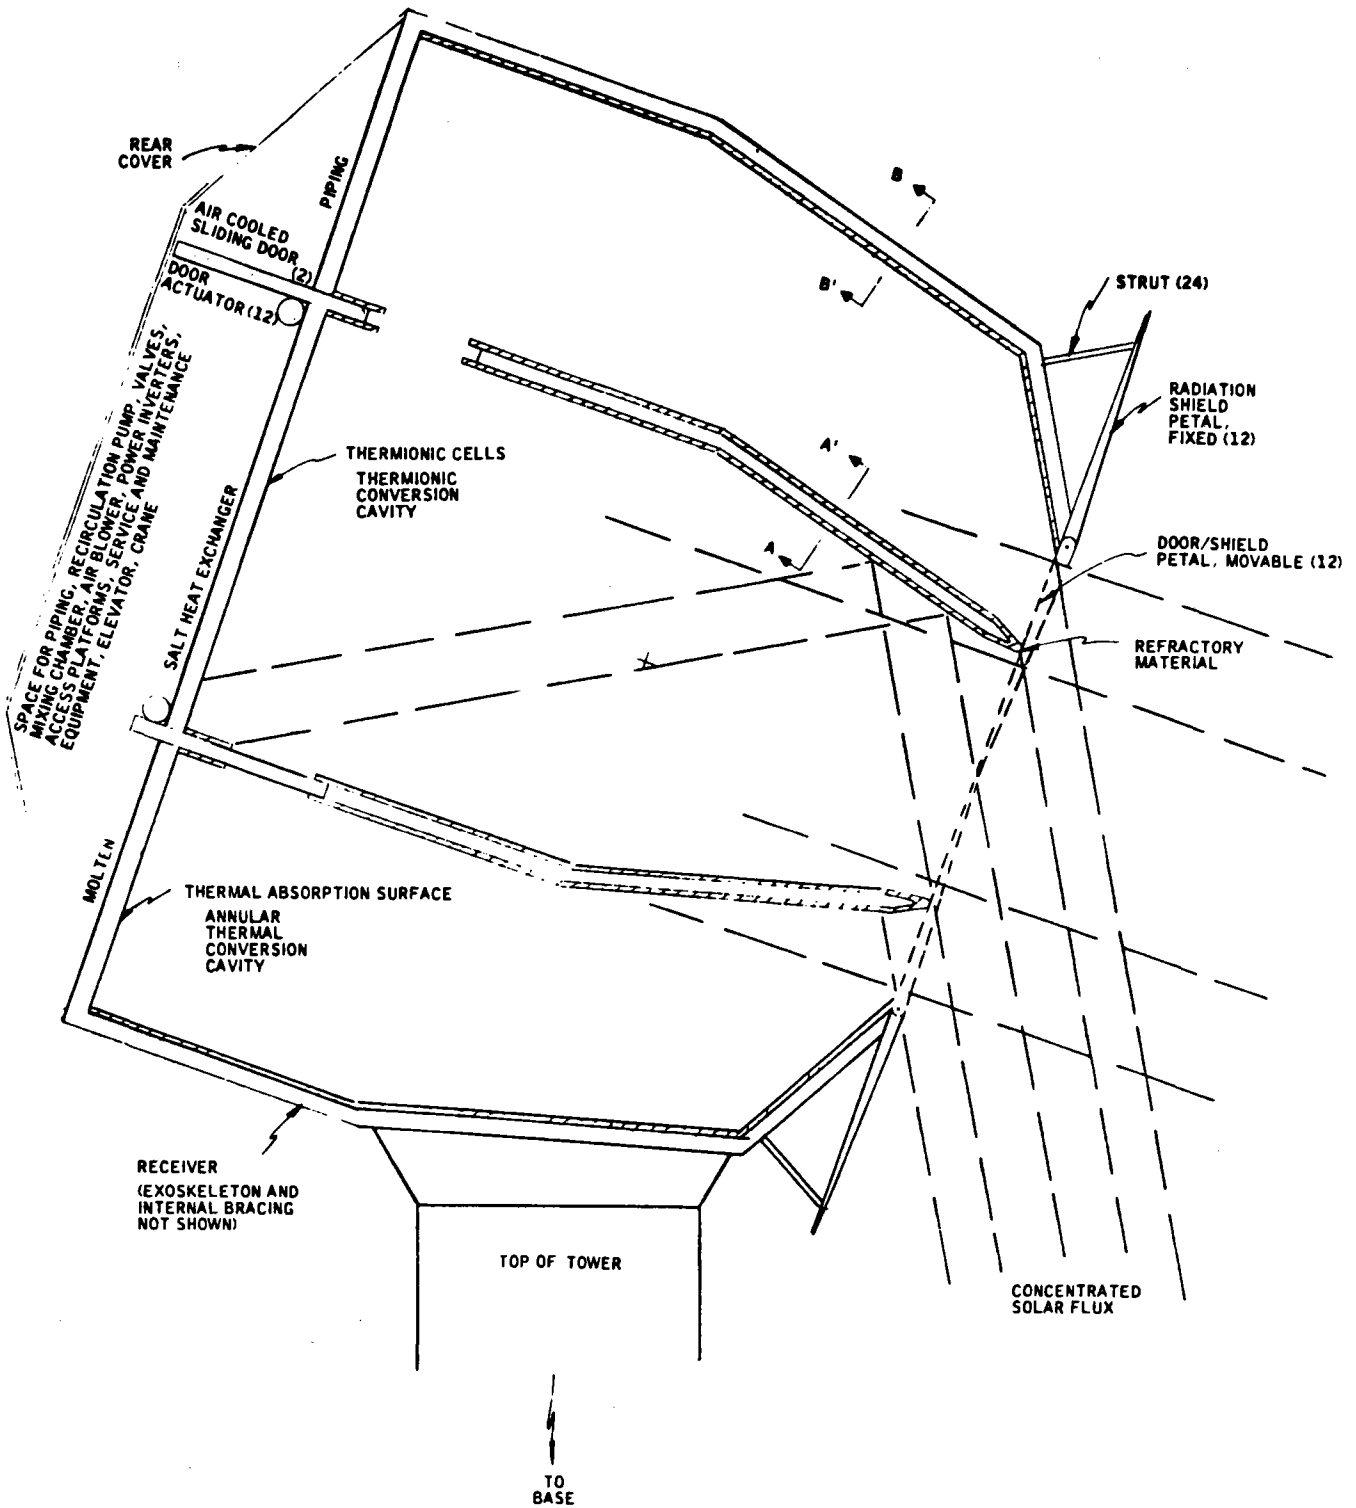 REAR
COVER
PIPING
AIR COOLED
SLIDING DOOR (2)
DOOR
ACTUATOR (12)
B
B'
STRUT (24)
RADIATION
SHIELD
PETAL,
FIXED (12)
SPACE FOR PIPING, RECIRCULATION PUMP, VALVES,
MIXING CHAMBER, AIR BLOWER, POWER INVERTERS,
ACCESS PLATFORMS, SERVICE AND MAINTENANCE
EQUIPMENT, ELEVATOR, CRANE
THERMIONIC CELLS
THERMIONIC
CONVERSION
CAVITY
A'
A
DOOR/SHIELD
PETAL, MOVABLE (12)
REFRACTORY
MATERIAL
SALT HEAT EXCHANGER
MOLTEN
THERMAL ABSORPTION SURFACE
ANNULAR
THERMAL
CONVERSION
CAVITY
RECEIVER
(EXOSKELETON AND
INTERNAL BRACING
NOT SHOWN)
TOP OF TOWER
CONCENTRATED
SOLAR FLUX
TO
BASE